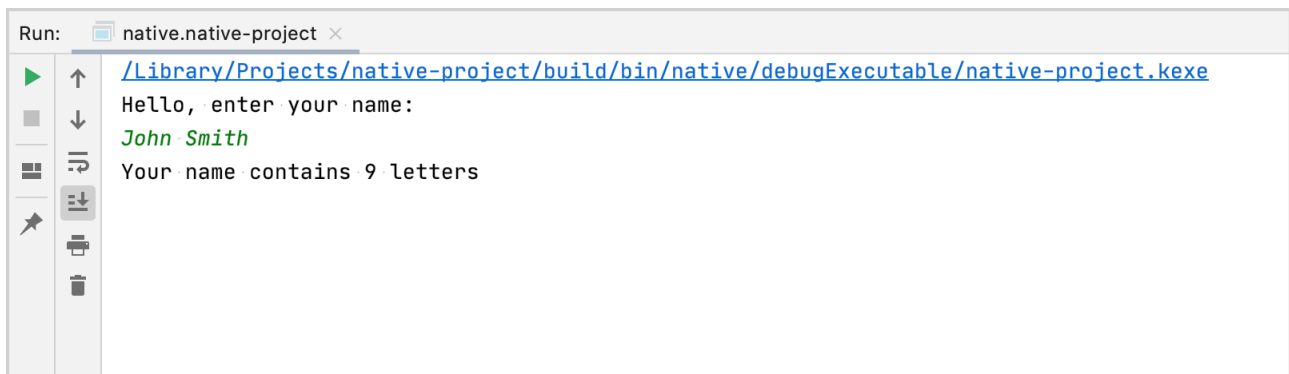 Run: native.native-project
/Library/Projects/native-project/build/bin/native/debugExecutable/native-project.kexe
Hello, enter your name:
John Smith
Your name contains 9 letters